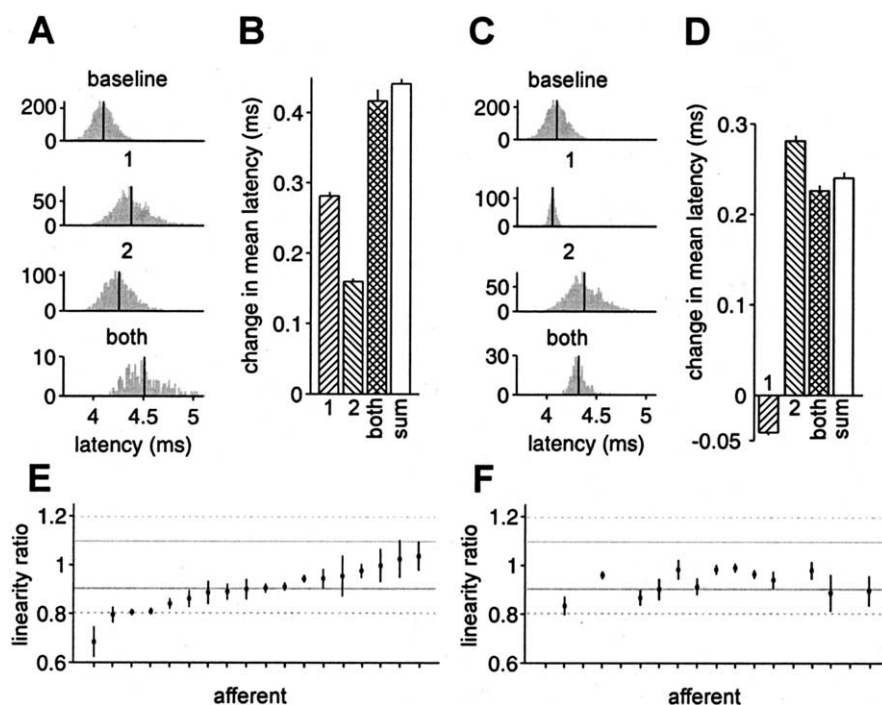 A
B
C
D
baseline
200
0
1
50
0
2
100
0
both
10
0
4
4.5
5
latency (ms)
change in mean latency (ms)
0.4
0.3
0.2
0.1
0
1
2
both
sum
baseline
200
0
1
100
0
2
50
0
both
30
0
4
4.5
5
latency (ms)
change in mean latency (ms)
0.3
0.2
0.1
0
-0.05
1
2
both
sum
E
linearity ratio
1.2
1
0.8
0.6
afferent
F
linearity ratio
1.2
1
0.8
0.6
afferent